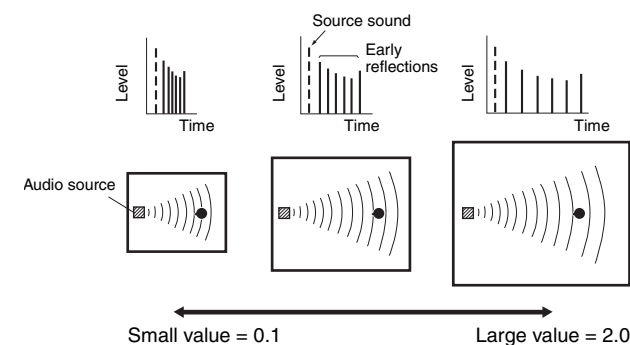 Source sound
Early
reflections
Level
Time
Level
Time
Level
Time
Audio source
Small value = 0.1
Large value = 2.0